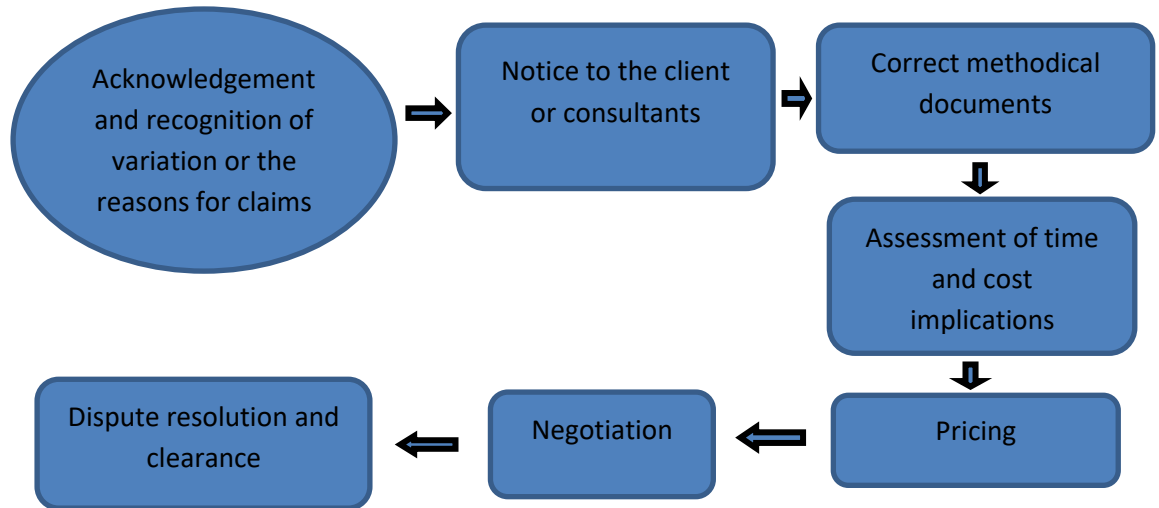 Acknowledgement
and recognition of
variation or the
reasons for claims
Notice to the client
or consultants
Correct methodical
documents
Assessment of time
and cost
implications
Pricing
Negotiation
Dispute resolution and
clearance